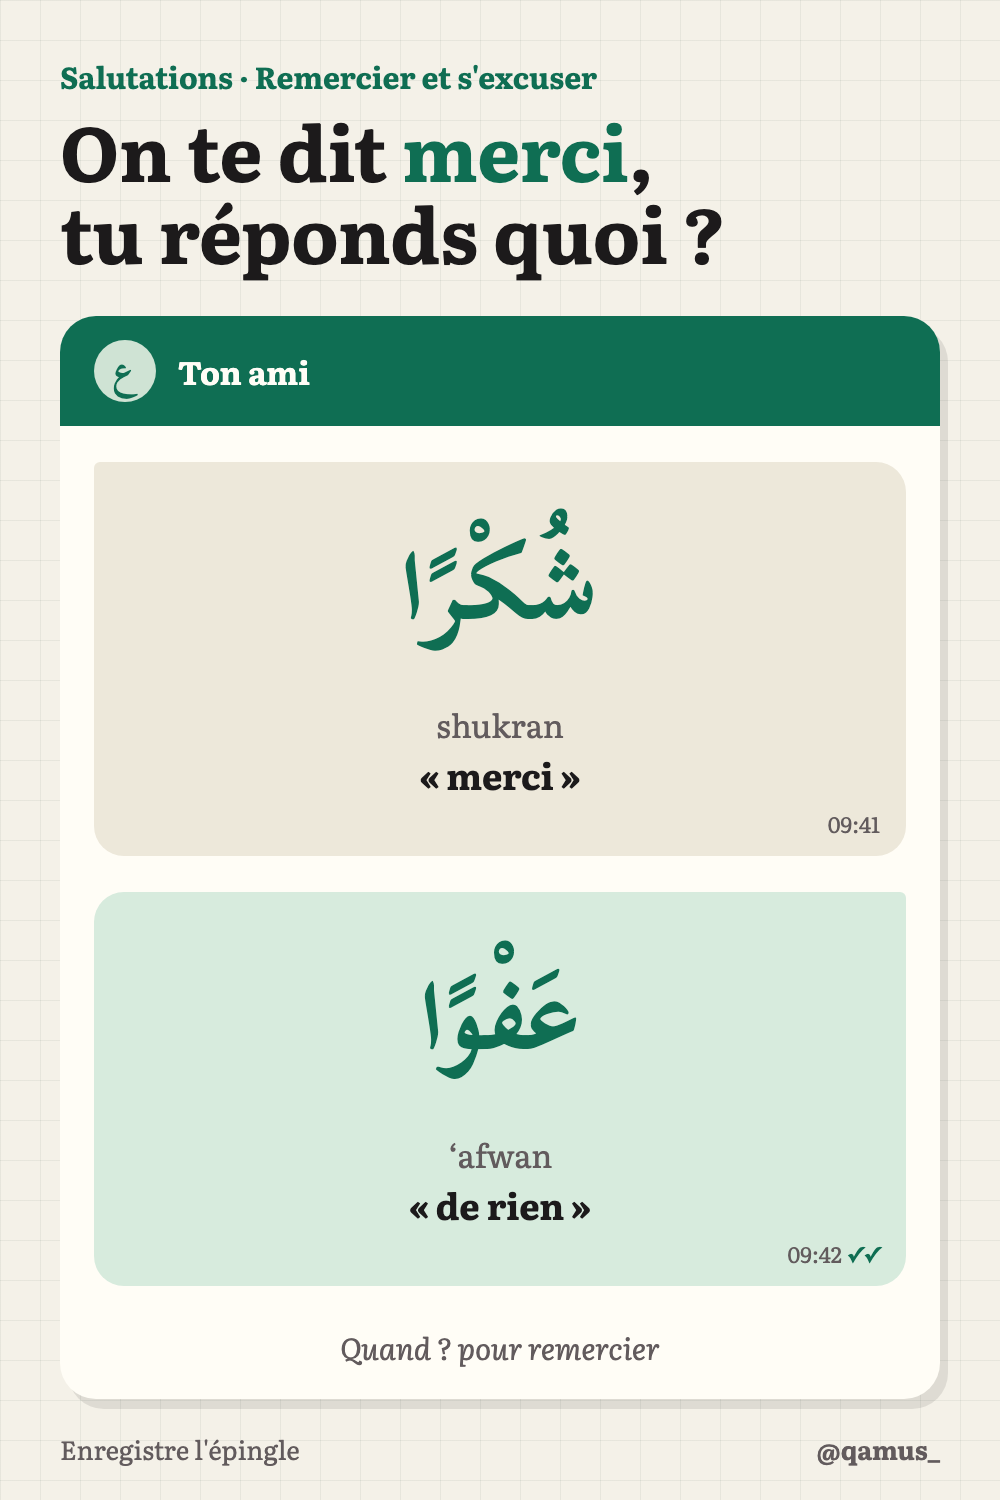 Salutations · Remercier et s'excuser
On te dit merci,
tu réponds quoi ?
ع
Ton ami
شُكْرًا
shukran
« merci »
09:41
عَفْوًا
‘afwan
« de rien »
09:42 ✓✓
Quand ? pour remercier
Enregistre l'épingle
@qamus_